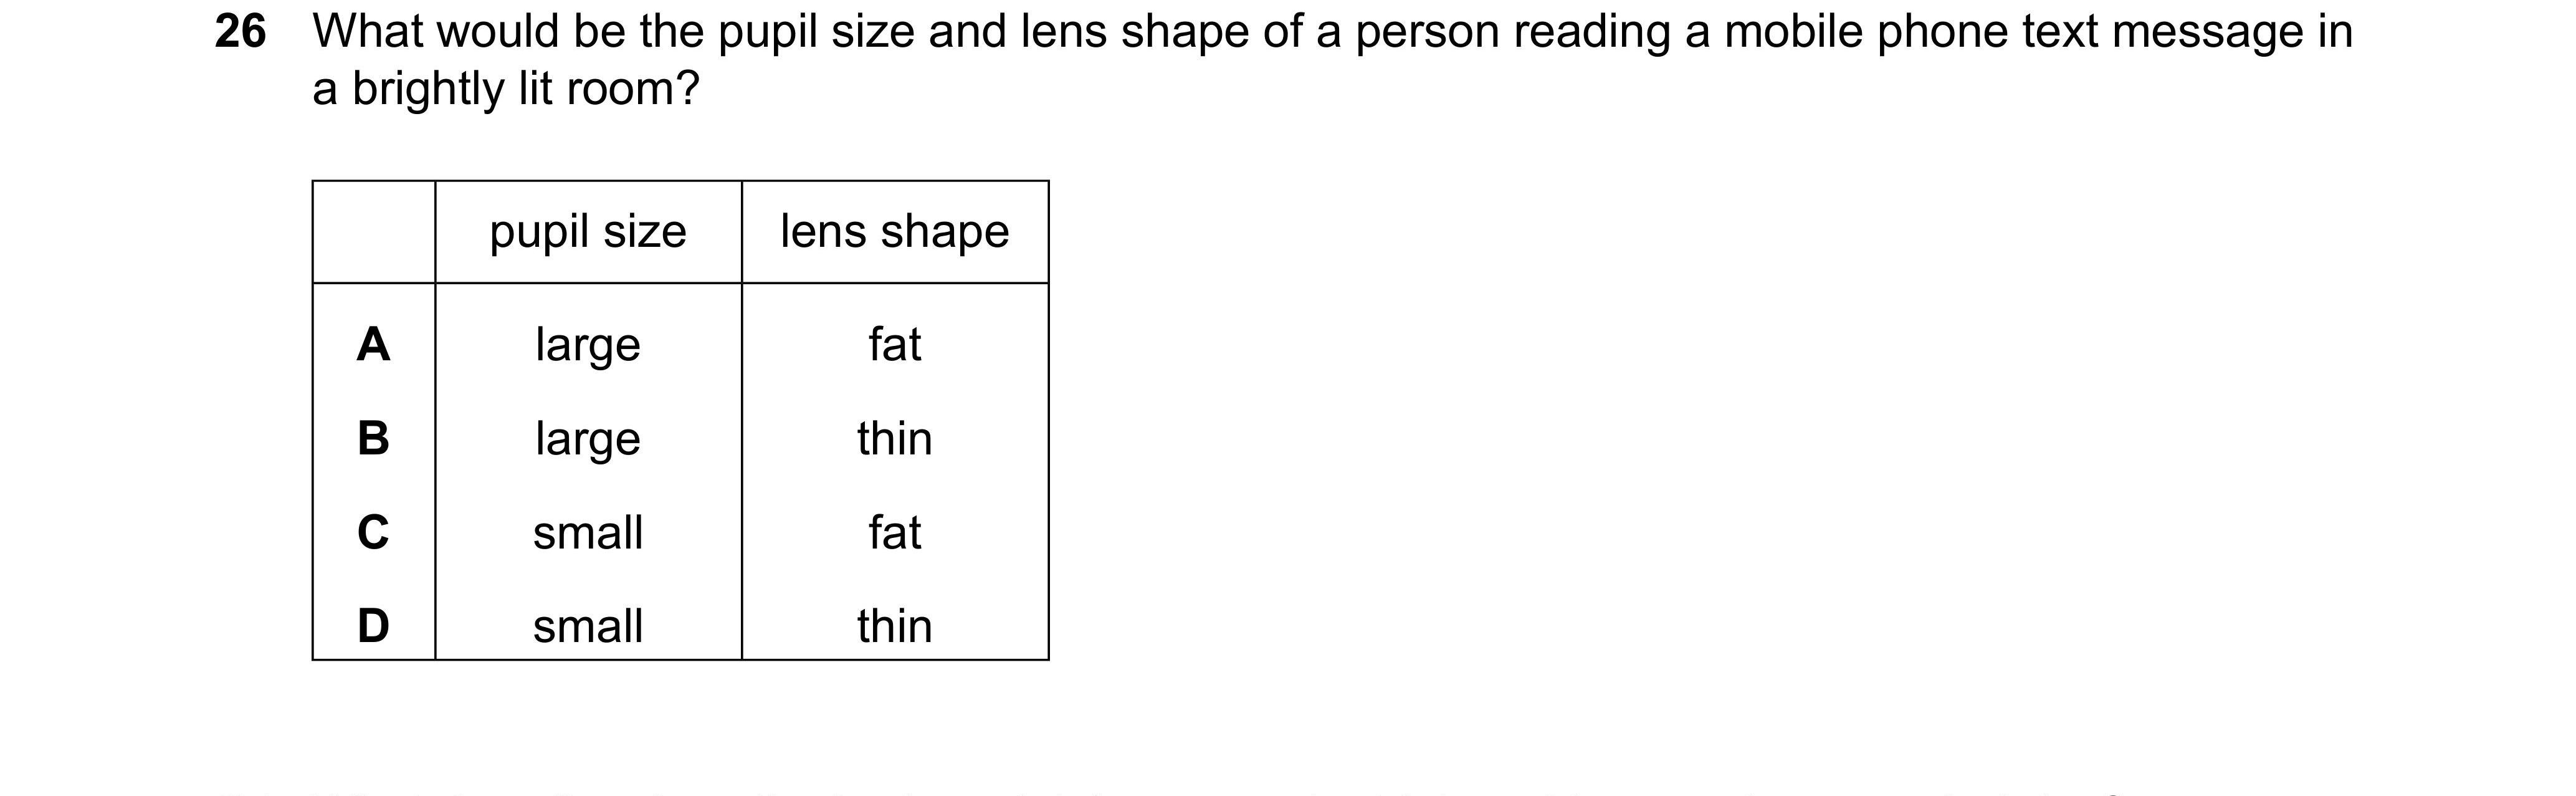 26 What would be the pupil size and lens shape of a person reading a mobile phone text message in
a brightly lit room?
pupil size lens shape
A large fat
B large thin
C small fat
D small thin